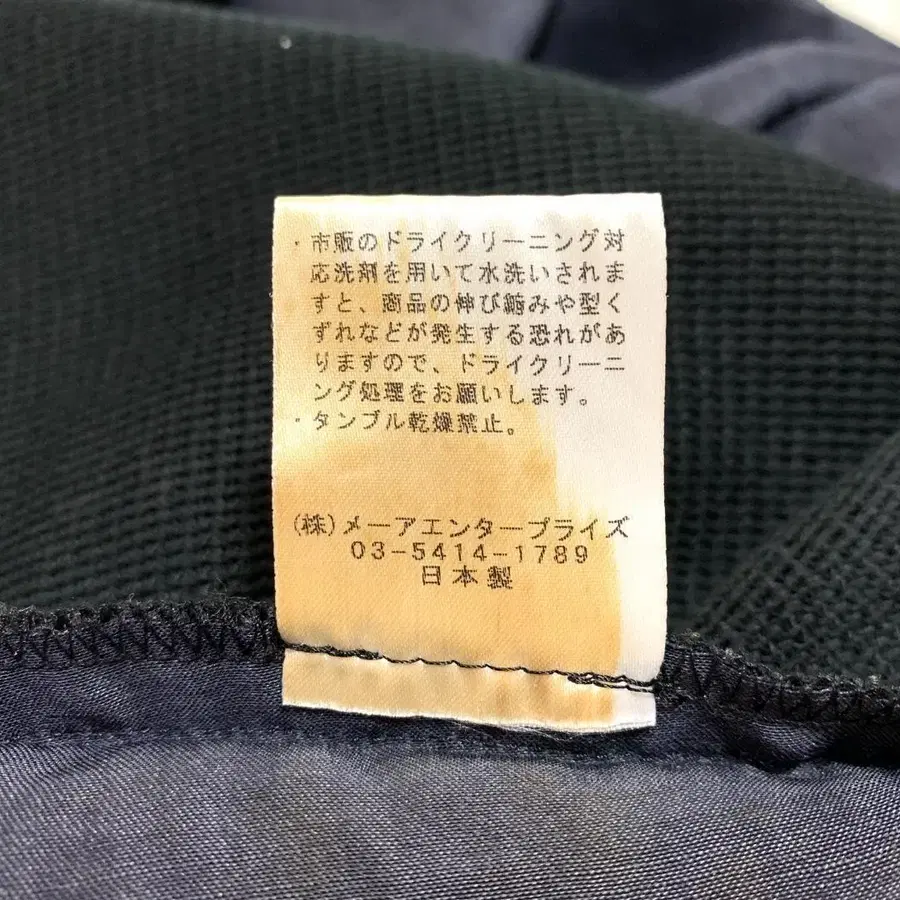 ・市販のドライクリーニング対
応洗剤を用いて水洗いされま
すと、商品の伸び縮みや型く
ずれなどが発生する恐れがあ
りますので、ドライクリーニ
ング処理をお願いします。
・タンブル乾燥禁止。
(株)メーアエンタープライズ
03-5414-1789
日本製